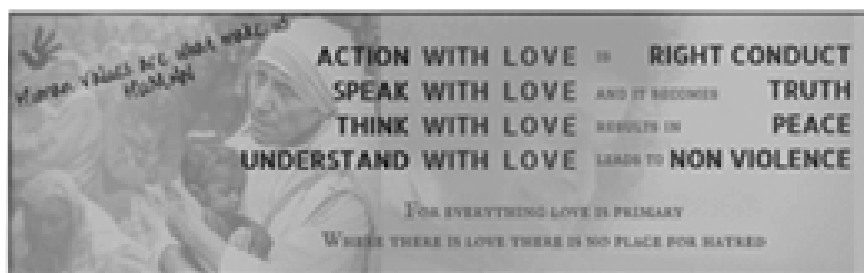 Human values are what make us
HUMAN
ACTION WITH LOVE IS RIGHT CONDUCT
SPEAK WITH LOVE AND IT BECOMES TRUTH
THINK WITH LOVE RESULTS IN PEACE
UNDERSTAND WITH LOVE LEADS TO NON VIOLENCE
FOR EVERYTHING LOVE IS PRIMARY
WHERE THERE IS LOVE THERE IS NO PLACE FOR HATRED